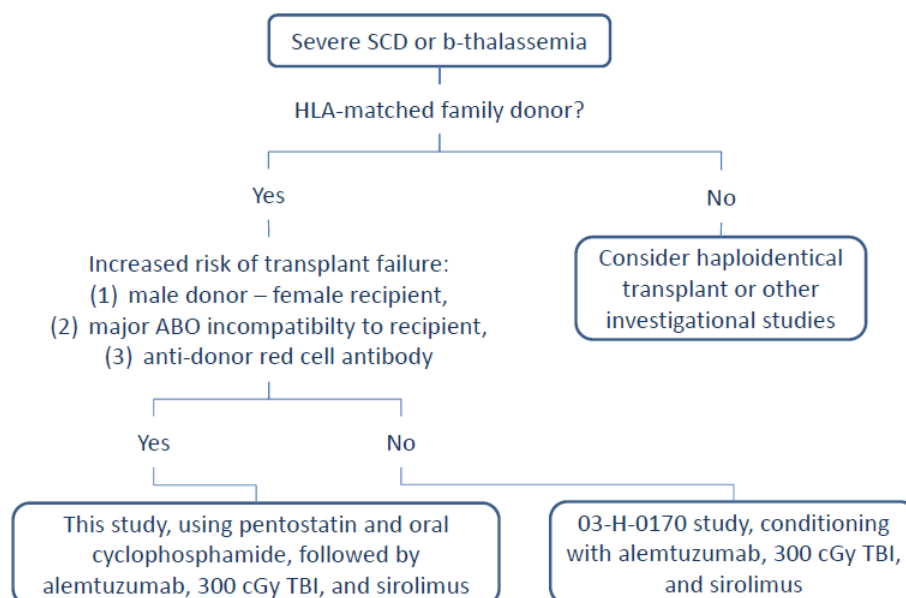 Severe SCD or b-thalassemia
HLA-matched family donor?
Yes
No
Increased risk of transplant failure:
(1) male donor – female recipient,
(2) major ABO incompatibilty to recipient,
(3) anti-donor red cell antibody
Consider haploidentical
transplant or other
investigational studies
Yes
No
This study, using pentostatin and oral
cyclophosphamide, followed by
alemtuzumab, 300 cGy TBI, and sirolimus
03-H-0170 study, conditioning
with alemtuzumab, 300 cGy TBI,
and sirolimus